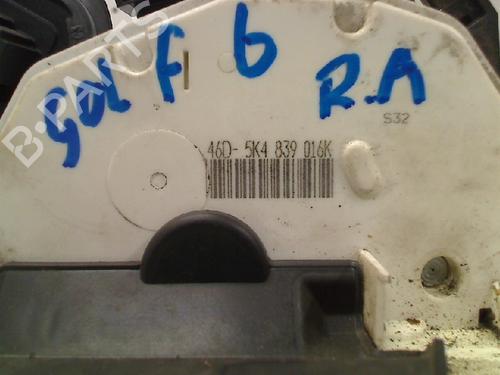 GOLF 6
R.A
S32
46D- 5K4 839 016K
B-PARTS